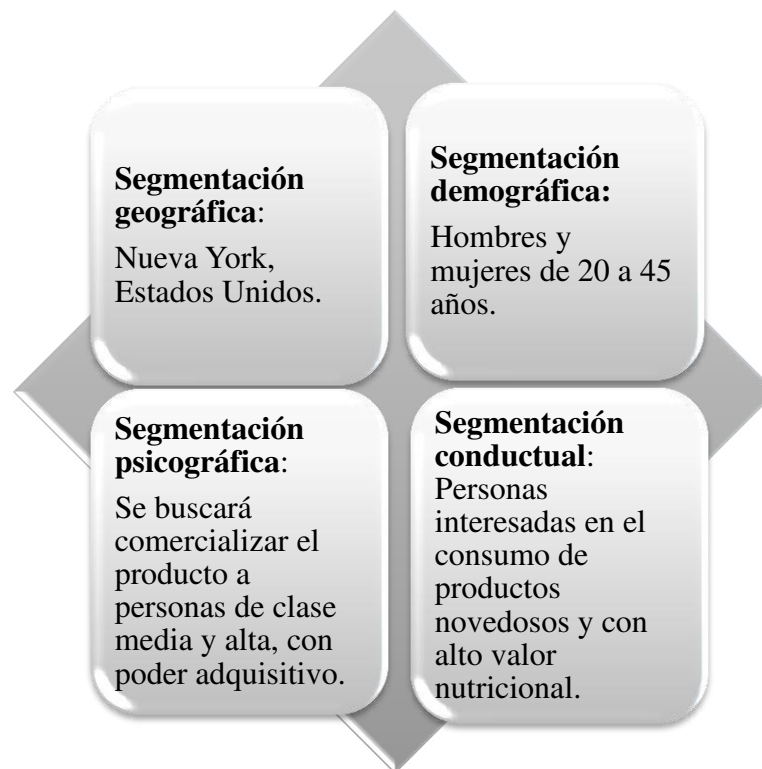 Segmentación
geográfica:
Nueva York,
Estados Unidos.
Segmentación
demográfica:
Hombres y
mujeres de 20 a 45
años.
Segmentación
psicográfica:
Se buscará
comercializar el
producto a
personas de clase
media y alta, con
poder adquisitivo.
Segmentación
conductual:
Personas
interesadas en el
consumo de
productos
novedosos y con
alto valor
nutricional.